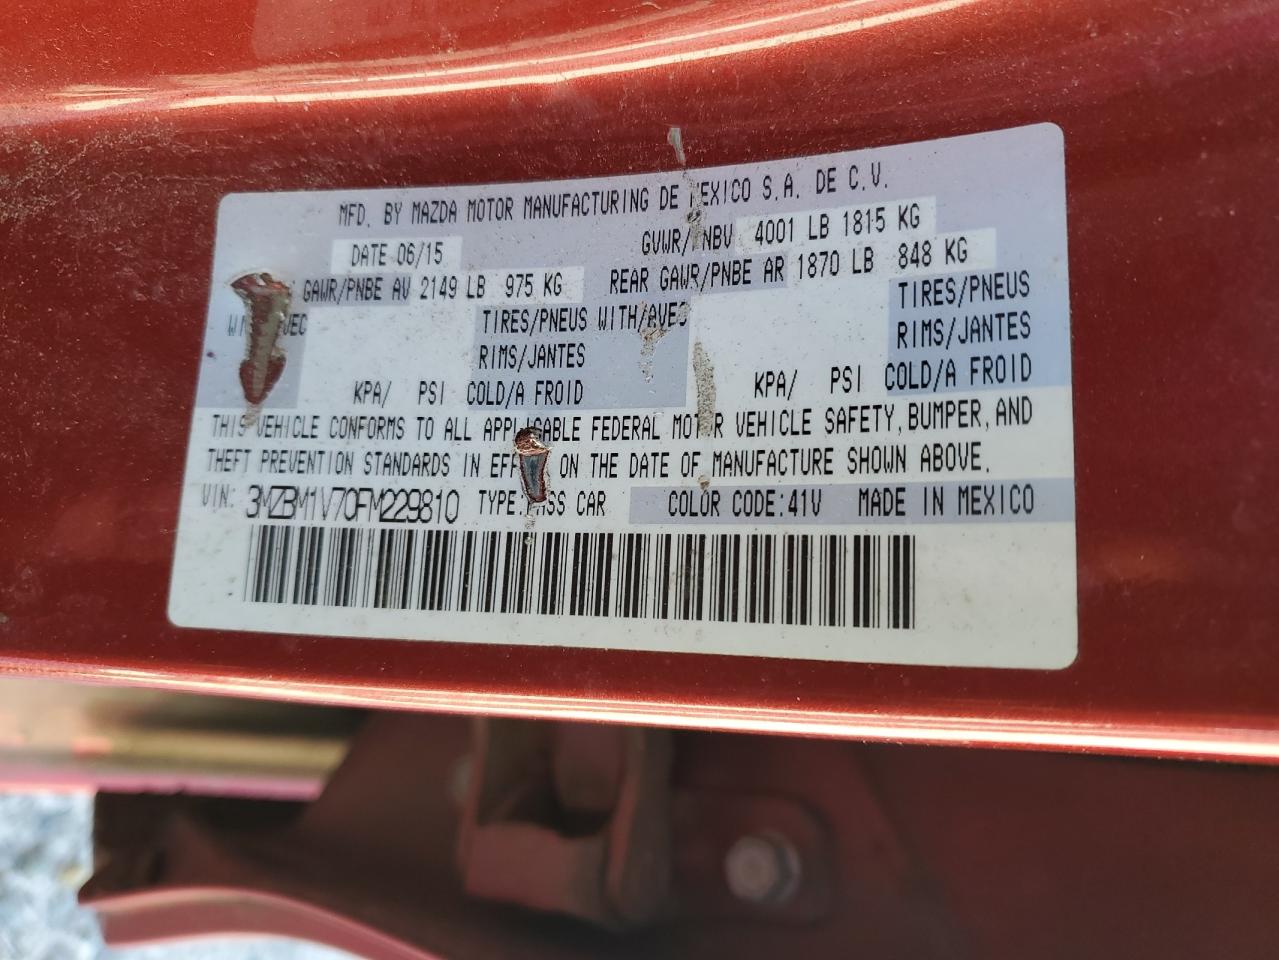 MFD. BY MAZDA MOTOR MANUFACTURING DE MEXICO S.A. DE C.V.
DATE 06/15 GVWR/PNBV 4001 LB 1815 KG
GAWR/PNBE AV 2149 LB 975 KG REAR GAWR/PNBE AR 1870 LB 848 KG
TIRES/PNEUS WITH/AVEC TIRES/PNEUS
RIMS/JANTES RIMS/JANTES
KPA/ PSI COLD/A FROID KPA/ PSI COLD/A FROID
THIS VEHICLE CONFORMS TO ALL APPLICABLE FEDERAL MOTOR VEHICLE SAFETY, BUMPER, AND
THEFT PREVENTION STANDARDS IN EFFECT ON THE DATE OF MANUFACTURE SHOWN ABOVE.
VIN: 3MZBM1V70FM229810 TYPE: PASS CAR COLOR CODE:41V MADE IN MEXICO